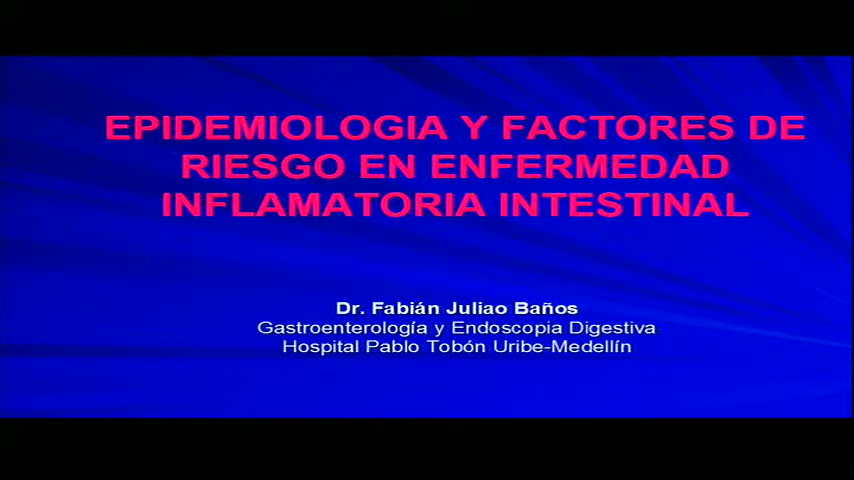 EPIDEMIOLOGIA Y FACTORES DE
RIESGO EN ENFERMEDAD
INFLAMATORIA INTESTINAL
Dr. Fabián Juliao Baños
Gastroenterología y Endoscopia Digestiva
Hospital Pablo Tobón Uribe-Medellín